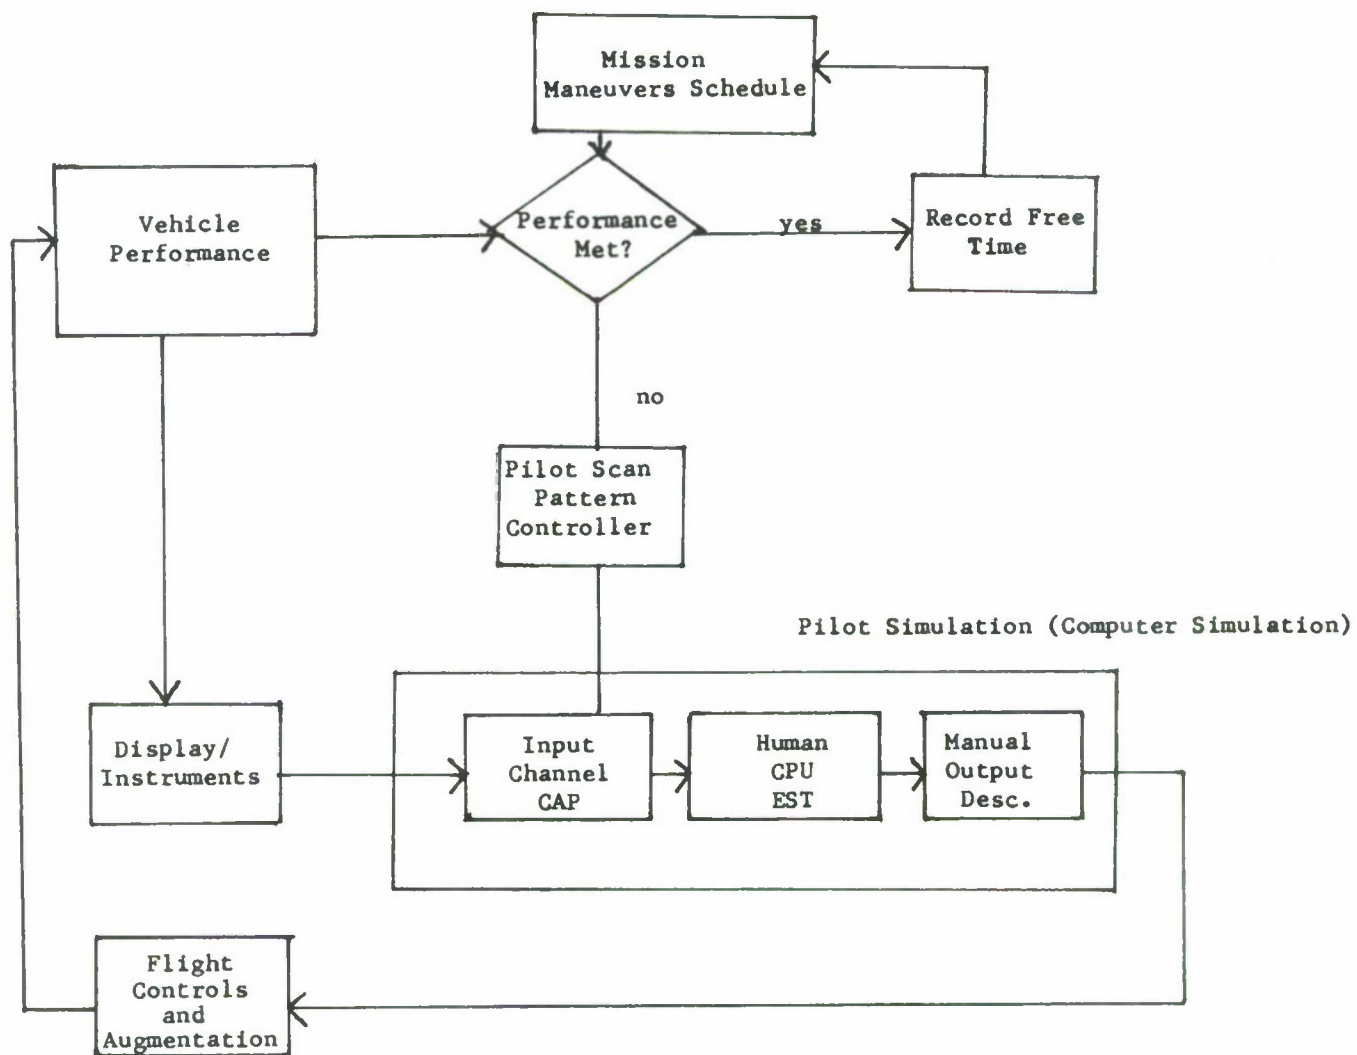 Mission
Maneuvers Schedule
Vehicle
Performance
Performance
Met?
yes
Record Free
Time
no
Pilot Scan
Pattern
Controller
Pilot Simulation (Computer Simulation)
Display/
Instruments
Input
Channel
CAP
Human
CPU
EST
Manual
Output
Desc.
Flight
Controls
and
Augmentation